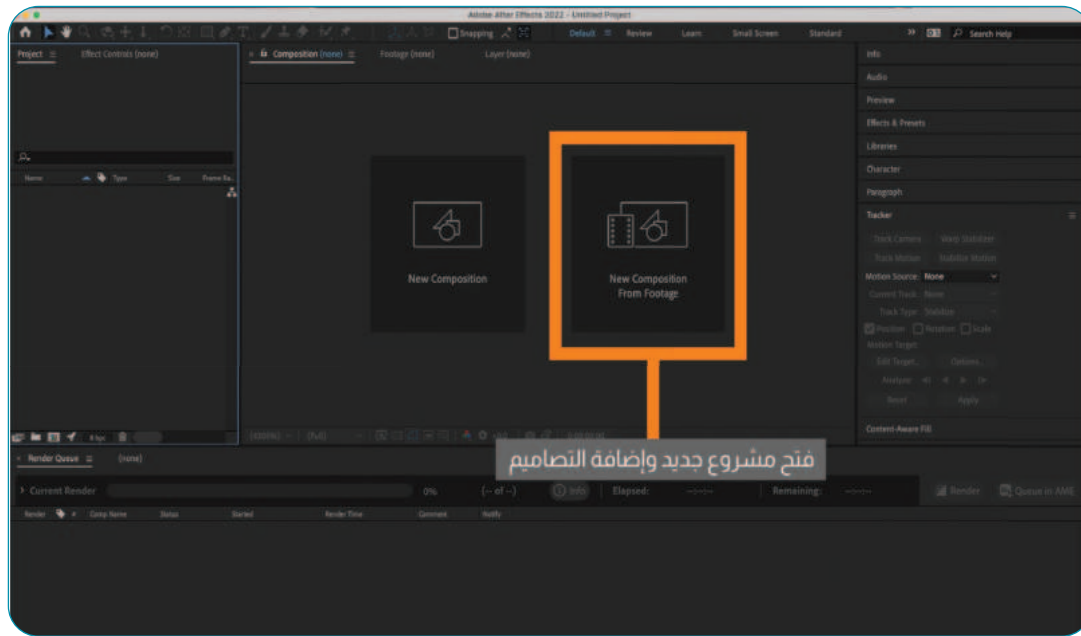 Adobe After Effects 2022 - Untitled Project
Snapping
Default
Review
Learn
Small Screen
Standard
Search Help
Project
Effect Controls (none)
Composition (none)
Footage (none)
Layer (none)
Name
Type
Size
Frame Ra..
New Composition
New Composition
From Footage
Info
Audio
Preview
Effects & Presets
Libraries
Character
Paragraph
Tracker
Track Camera
Warp Stabilizer
Track Motion
Stabilize Motion
Motion Source: None
Current Track: None
Track Type: Stabilize
Position
Rotation
Scale
Motion Target:
Edit Target...
Options...
Analyze:
Reset
Apply
Content-Aware Fill
8 bpc
(Full)
فتح مشروع جديد وإضافة التصاميم
Render Queue
(none)
Current Render
0%
(-- of --)
Info
Elapsed:
--:--:--
Remaining:
--:--:--
Render
Queue in AME
Render
#
Comp Name
Status
Started
Render Time
Comment
Notify